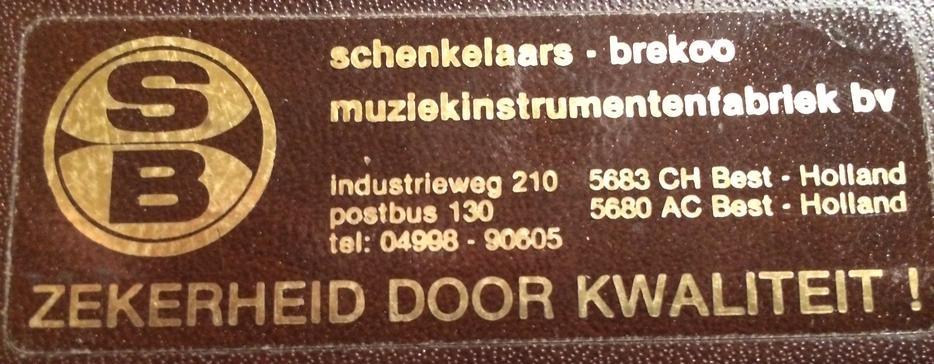 SB
schenkelaars - brekoo
muziekinstrumentenfabriek bv
industrieweg 210 5683 CH Best - Holland
postbus 130 5680 AC Best - Holland
tel: 04998 - 90605
ZEKERHEID DOOR KWALITEIT !